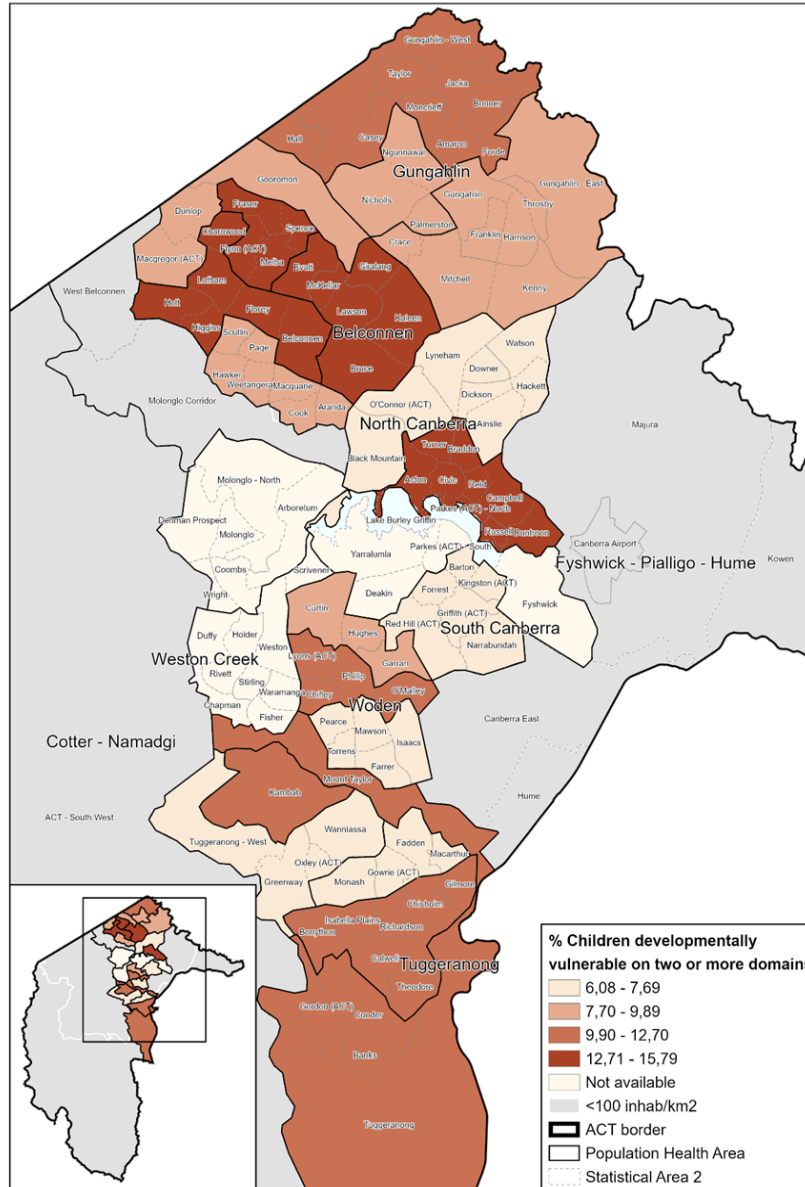 Gungahlin - West
Taylor
Jacka
Moncrieff
Bonner
Hall
Casey
Amaroo
Forde
Ngunnawal
Gungahlin
Gooromon
Gungahlin - East
Nicholls
Gungahlin
Throsby
Fraser
Dunlop
Palmerston
Franklin
Harrison
Charnwood
Spence
Crace
Flynn (ACT)
Macgregor (ACT)
Melba
Evatt
Giralang
Mitchell
Kenny
West Belconnen
Latham
McKellar
Holt
Florey
Lawson
Kaleen
Higgins
Scullin
Belconnen
Belconnen
Page
Bruce
Lyneham
Watson
Downer
Hawker
Weetangera
Macquarie
Dickson
Hackett
Molonglo Corridor
Cook
Aranda
O'Connor (ACT)
North Canberra
Ainslie
Majura
Turner
Braddon
Black Mountain
Molonglo - North
Acton
Civic
Reid
Campbell
Arboretum
Parkes (ACT) - North
Denman Prospect
Lake Burley Griffin
Russell
Duntroon
Molonglo
Yarralumla
Parkes (ACT) - South
Canberra Airport
Kowen
Coombs
Scrivener
Barton
Fyshwick - Pialligo - Hume
Wright
Deakin
Forrest
Kingston (ACT)
Fyshwick
Curtin
Griffith (ACT)
Red Hill (ACT)
South Canberra
Duffy
Holder
Hughes
Weston
Narrabundah
Weston Creek
Lyons (ACT)
Garran
Rivett
Stirling
Phillip
Waramanga
Chifley
O'Malley
Chapman
Woden
Fisher
Pearce
Mawson
Canberra East
Cotter - Namadgi
Torrens
Isaacs
Farrer
Mount Taylor
Kambah
Hume
ACT - South West
Wanniassa
Tuggeranong - West
Fadden
Oxley (ACT)
Macarthur
Gowrie (ACT)
Greenway
Monash
Gilmore
Chisholm
Isabella Plains
Richardson
Bonython
Calwell
Tuggeranong
Theodore
Gordon (ACT)
Conder
Banks
Tuggeranong
% Children developmentally
vulnerable on two or more domains
6,08 - 7,69
7,70 - 9,89
9,90 - 12,70
12,71 - 15,79
Not available
<100 inhab/km2
ACT border
Population Health Area
Statistical Area 2